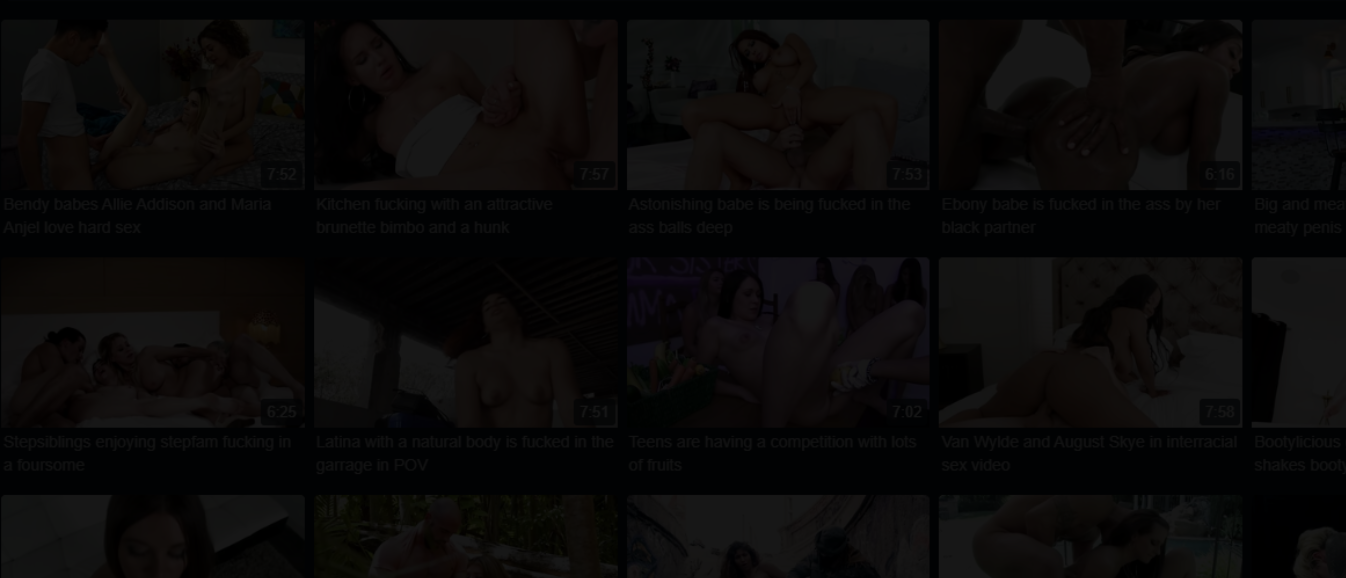 7:52
7:57
7:53
6:16
Bendy babes Allie Addison and Maria
Anjel love hard sex
Kitchen fucking with an attractive
brunette bimbo and a hunk
Astonishing babe is being fucked in the
ass balls deep
Ebony babe is fucked in the ass by her
black partner
Big and mea
meaty penis
6:25
7:51
7:02
7:58
Stepsiblings enjoying stepfam fucking in
a foursome
Latina with a natural body is fucked in the
garrage in POV
Teens are having a competition with lots
of fruits
Van Wylde and August Skye in interracial
sex video
Bootylicious
shakes booty